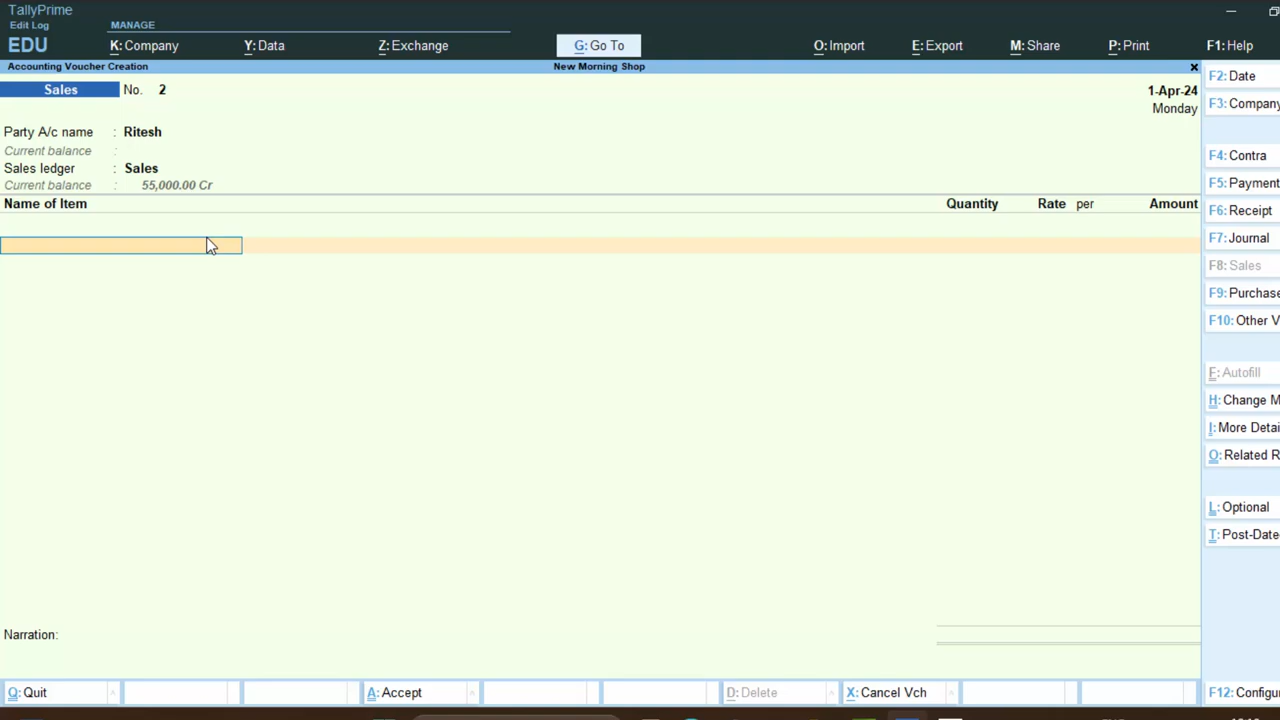 TallyPrime
Edit Log
EDU
MANAGE
K: Company
Y: Data
Z: Exchange
G: Go To
O: Import
E: Export
M: Share
P: Print
F1: Help
Accounting Voucher Creation
New Morning Shop
Sales No. 2
1-Apr-24
Monday
Party A/c name : Ritesh
Current balance :
Sales ledger : Sales
Current balance : 55,000.00 Cr
Name of Item Quantity Rate per Amount
Narration:
Q: Quit
A: Accept
D: Delete
X: Cancel Vch
F2: Date
F3: Company
F4: Contra
F5: Payment
F6: Receipt
F7: Journal
F8: Sales
F9: Purchase
F10: Other V
F: Autofill
H: Change M
I: More Detai
O: Related R
L: Optional
T: Post-Date
F12: Configur